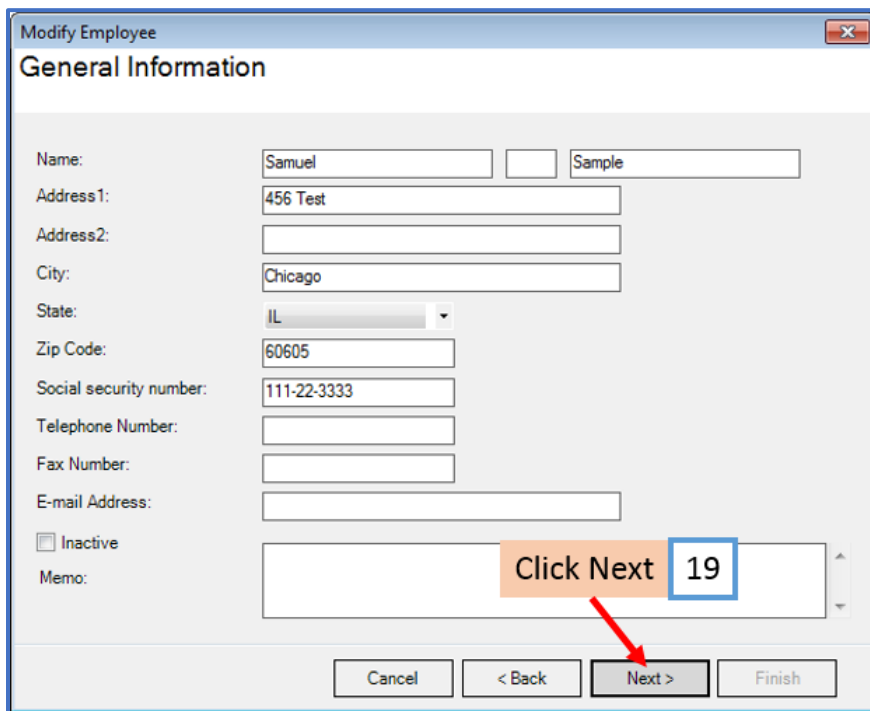 Modify Employee
General Information
Name: Samuel Sample
Address1: 456 Test
Address2:
City: Chicago
State: IL
Zip Code: 60605
Social security number: 111-22-3333
Telephone Number:
Fax Number:
E-mail Address:
Inactive
Memo:
Click Next 19
Cancel < Back Next > Finish